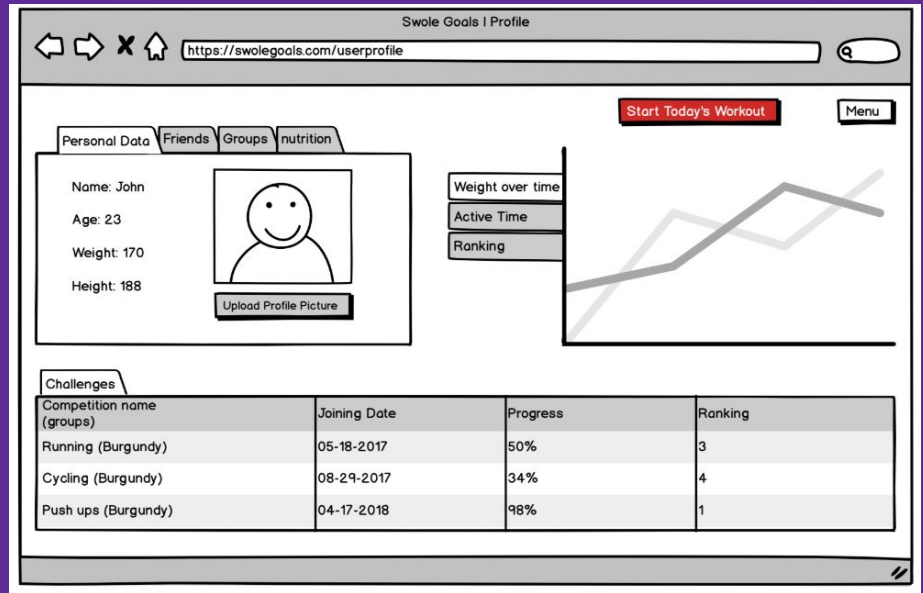 Swole Goals | Profile
https://swolegoals.com/userprofile
Start Today's Workout
Menu
Personal Data
Friends
Groups
nutrition
Name: John
Age: 23
Weight: 170
Height: 188
Upload Profile Picture
Weight over time
Active Time
Ranking
Challenges
Competition name
(groups)
Joining Date
Progress
Ranking
Running (Burgundy)
05-18-2017
50%
3
Cycling (Burgundy)
08-29-2017
34%
4
Push ups (Burgundy)
04-17-2018
98%
1